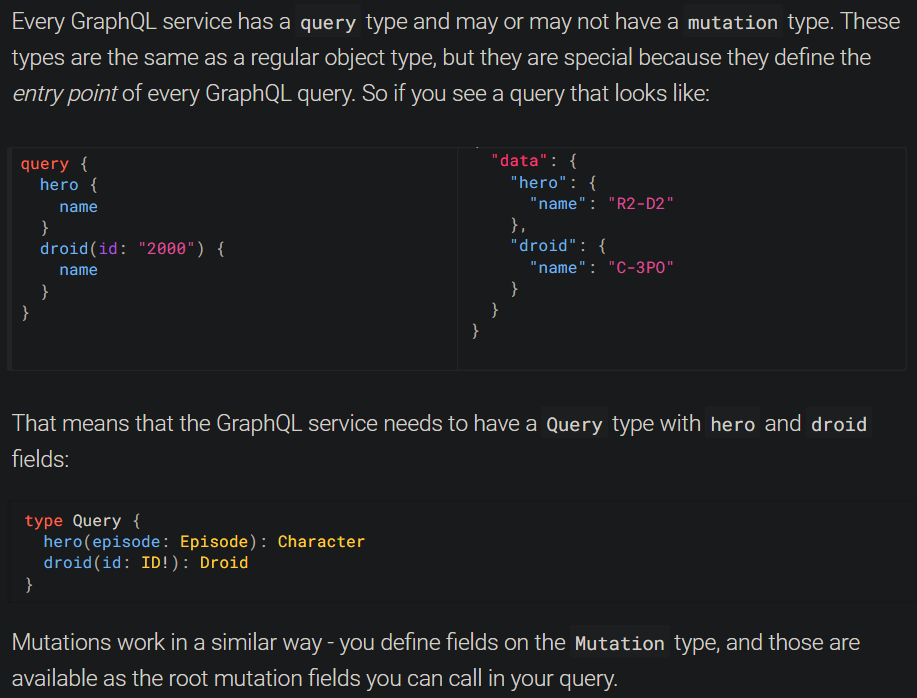 Every GraphQL service has a query type and may or may not have a mutation type. These
types are the same as a regular object type, but they are special because they define the
entry point of every GraphQL query. So if you see a query that looks like:
query {
  hero {
    name
  }
  droid(id: "2000") {
    name
  }
}
  "data": {
    "hero": {
      "name": "R2-D2"
    },
    "droid": {
      "name": "C-3PO"
    }
  }
}
That means that the GraphQL service needs to have a Query type with hero and droid
fields:
type Query {
  hero(episode: Episode): Character
  droid(id: ID!): Droid
}
Mutations work in a similar way - you define fields on the Mutation type, and those are
available as the root mutation fields you can call in your query.